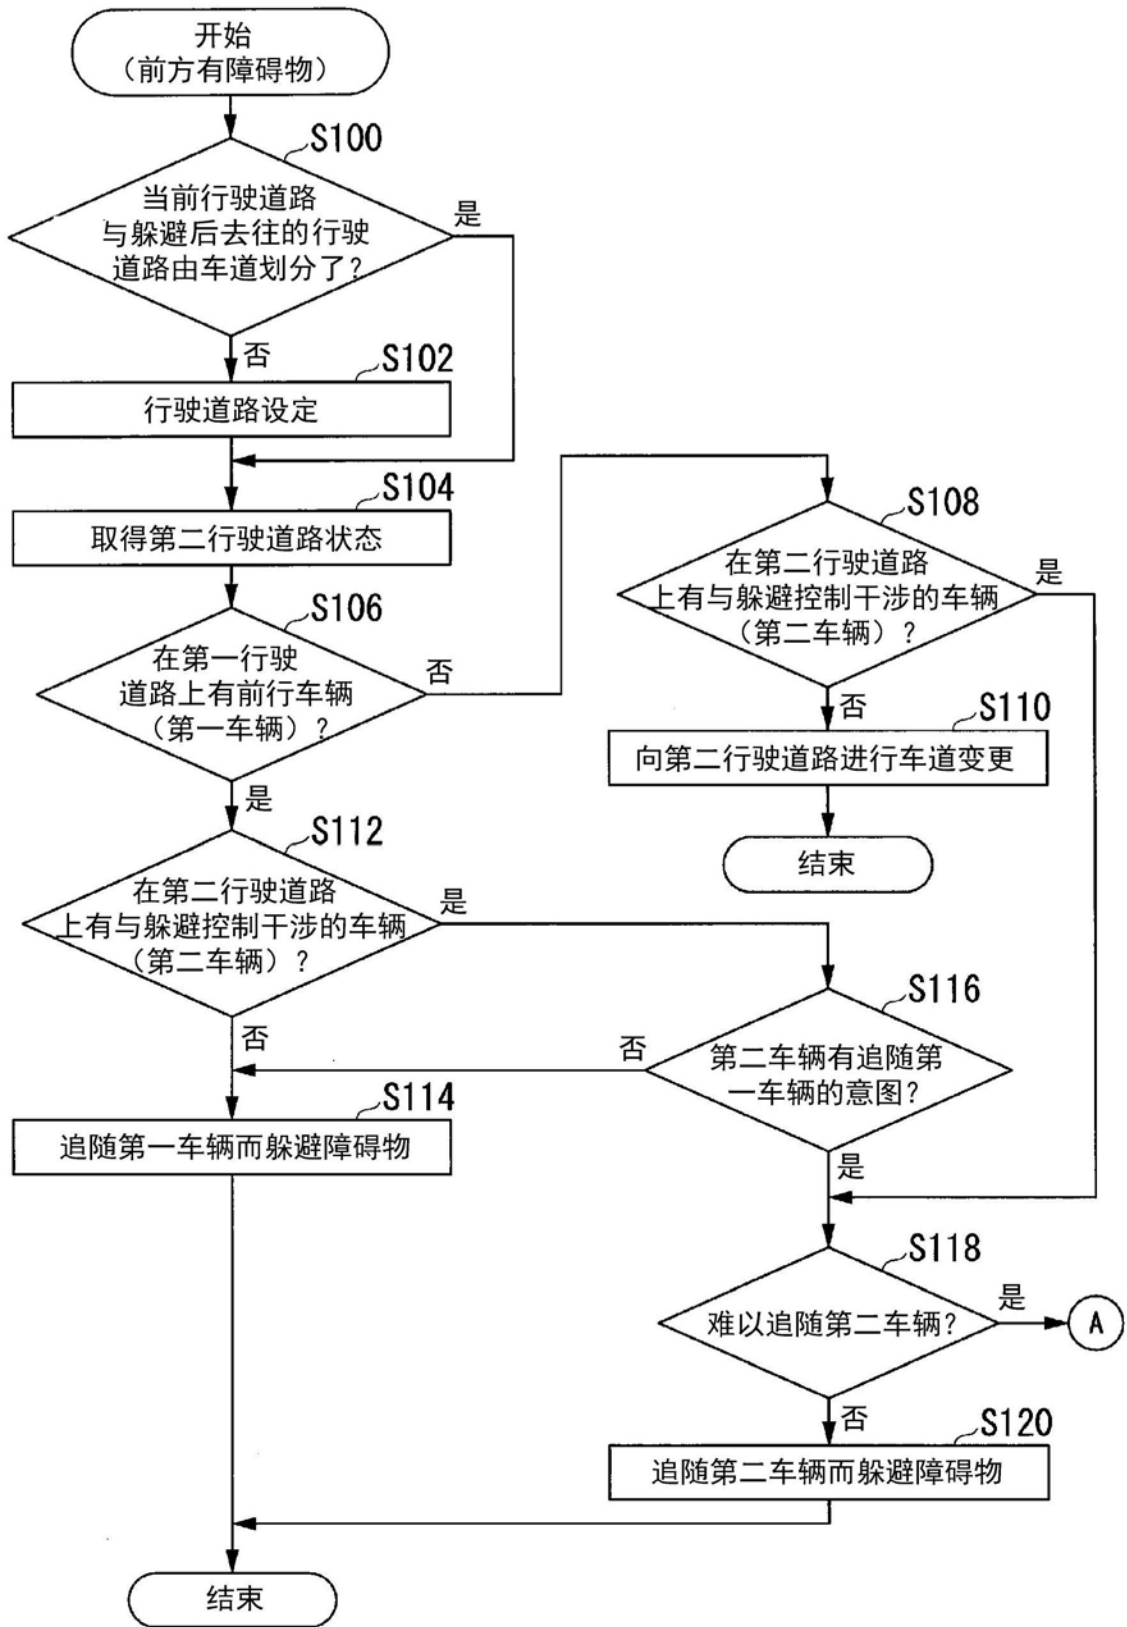 开始
（前方有障碍物）
S100
当前行驶道路
与躲避后去往的行驶
道路由车道划分了？
是
否
S102
行驶道路设定
S104
取得第二行驶道路状态
S106
在第一行驶
道路上有前行车辆
（第一车辆）？
否
是
S108
在第二行驶道路
上有与躲避控制干涉的车辆
（第二车辆）？
是
否
S110
向第二行驶道路进行车道变更
结束
S112
在第二行驶道路
上有与躲避控制干涉的车辆
（第二车辆）？
是
否
S116
第二车辆有追随第
一车辆的意图？
否
是
S114
追随第一车辆而躲避障碍物
S118
难以追随第二车辆？
是
A
否
S120
追随第二车辆而躲避障碍物
结束